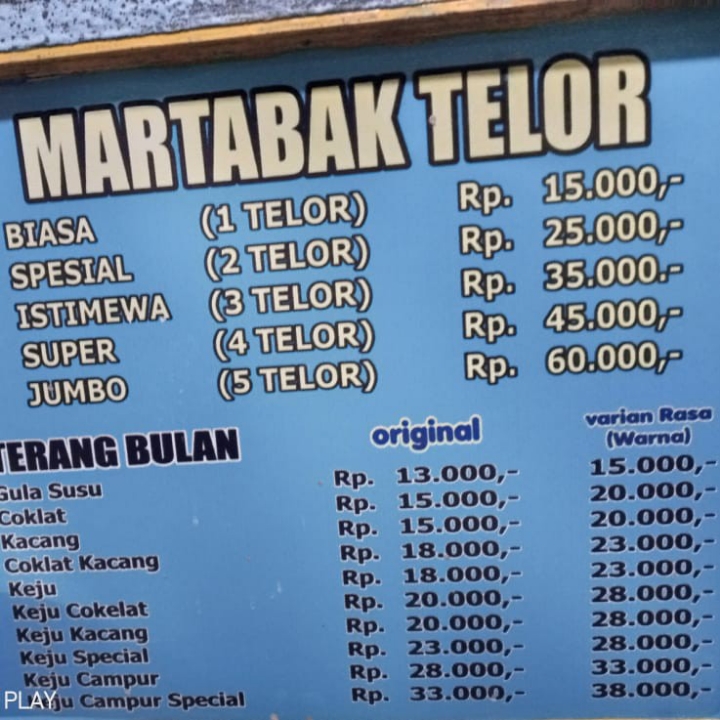 MARTABAK TELOR
BIASA (1 TELOR) Rp. 15.000,-
SPESIAL (2 TELOR) Rp. 25.000,-
ISTIMEWA (3 TELOR) Rp. 35.000.-
SUPER (4 TELOR) Rp. 45.000,-
JUMBO (5 TELOR) Rp. 60.000,-
TERANG BULAN original varian Rasa
(Warna)
Gula Susu Rp. 13.000,- 15.000,-
Coklat Rp. 15.000,- 20.000,-
Kacang Rp. 15.000,- 20.000,-
Coklat Kacang Rp. 18.000,- 23.000,-
Keju Rp. 18.000,- 23.000,-
Keju Cokelat Rp. 20.000,- 28.000,-
Keju Kacang Rp. 20.000,- 28.000,-
Keju Special Rp. 23.000,- 28.000,-
Keju Campur Rp. 28.000,- 33.000,-
Keju Campur Special Rp. 33.000,- 38.000,-
PLAY